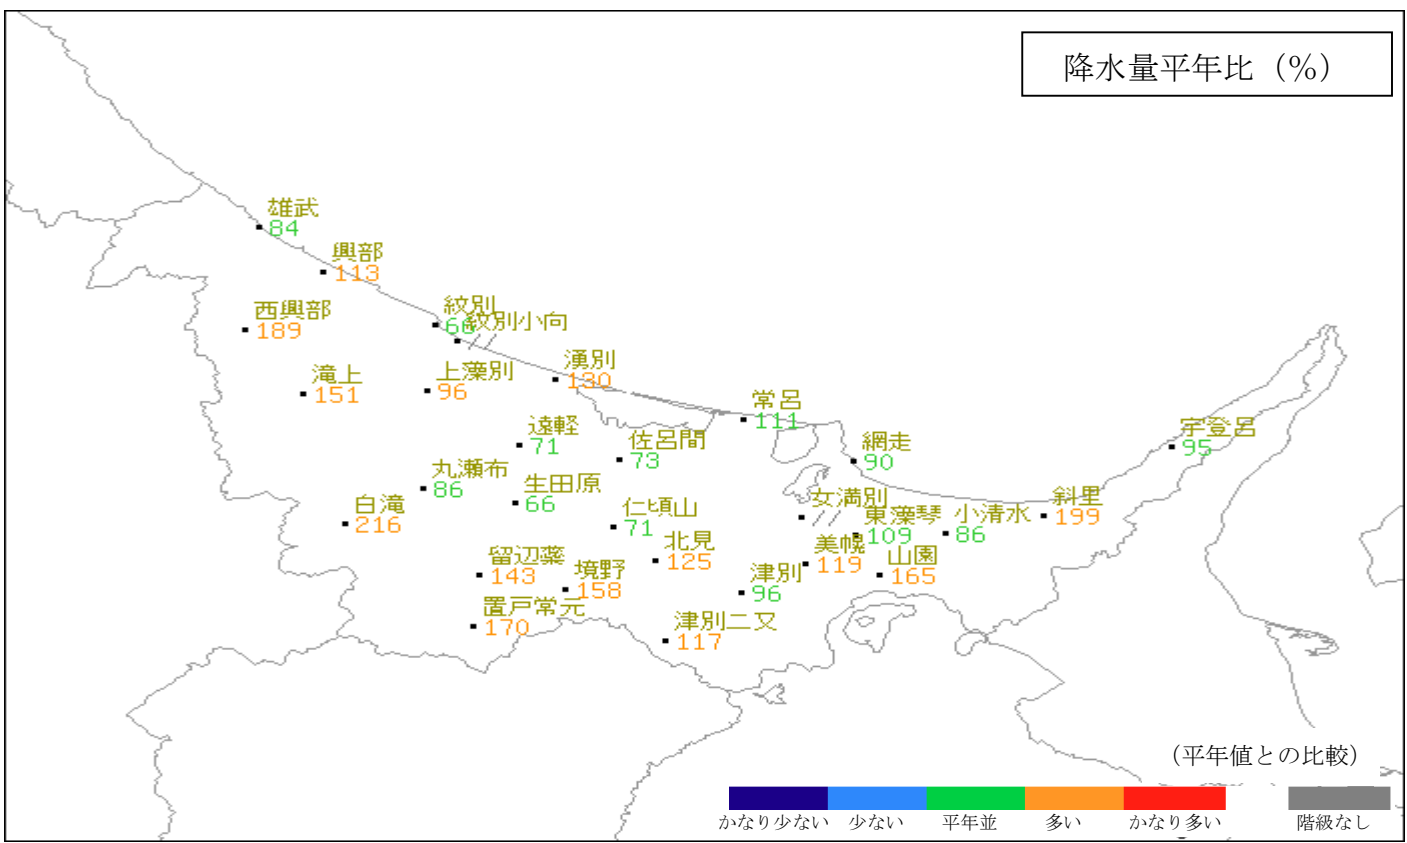 降水量平年比（％）
雄武
84
興部
113
西興部
189
紋別
66
紋別小向
滝上
151
上藻別
96
湧別
130
常呂
111
遠軽
71
佐呂間
73
網走
90
宇登呂
95
丸瀬布
86
生田原
66
白滝
216
仁頃山
71
女満別
東藻琴
109
小清水
86
斜里
199
北見
125
美幌
119
山園
165
留辺蘂
143
境野
158
津別
96
置戸常元
170
津別二又
117
（平年値との比較）
かなり少ない 少ない 平年並 多い かなり多い 階級なし